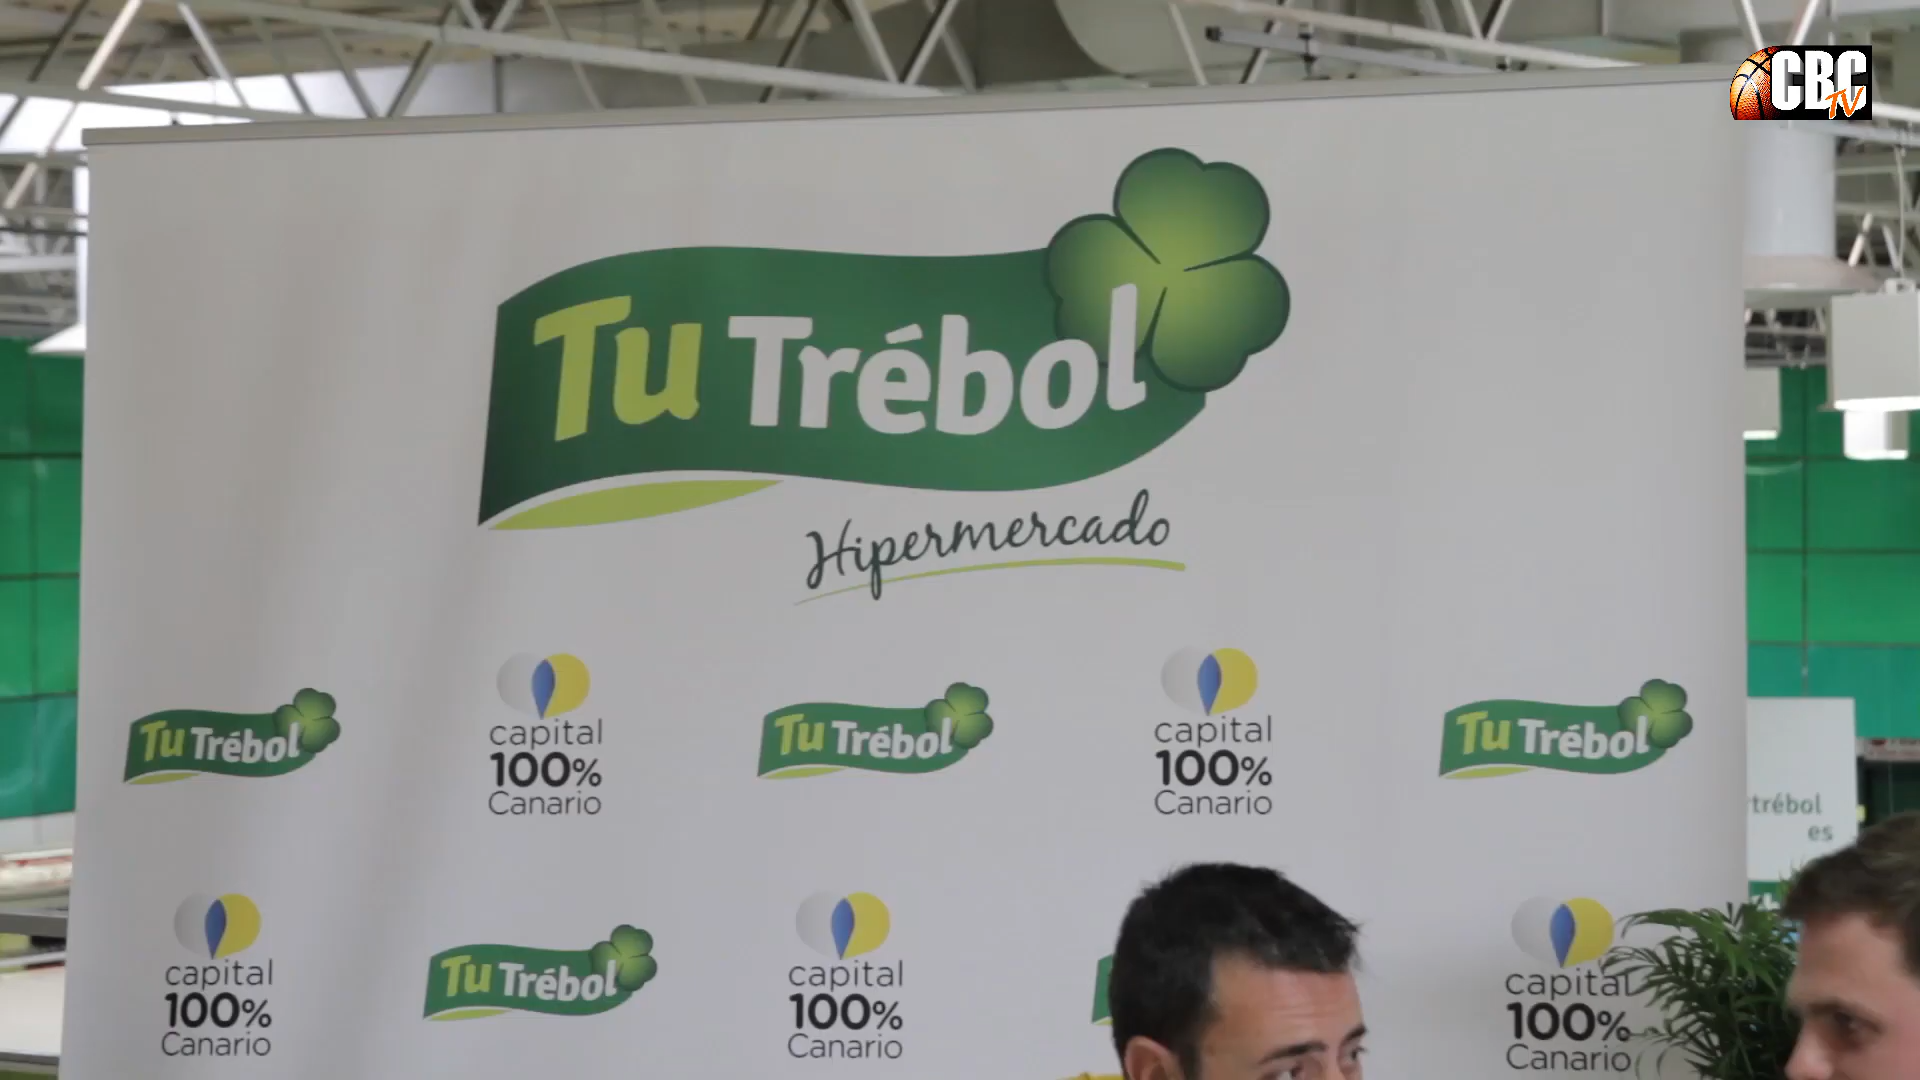 CBC
TV
Tu Trébol
Hipermercado
Tu Trébol
capital
100%
Canario
Tu Trébol
capital
100%
Canario
Tu Trébol
trébol
es
capital
100%
Canario
Tu Trébol
capital
100%
Canario
capital
100%
Canario